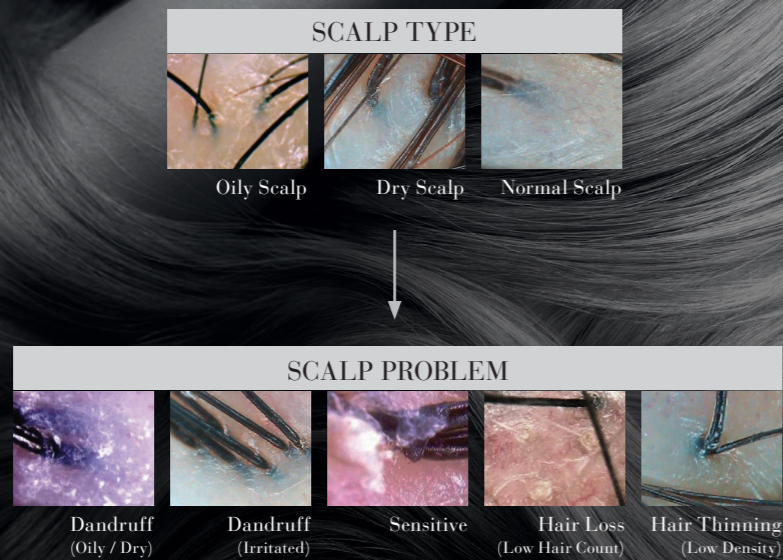 SCALP TYPE
Oily Scalp
Dry Scalp
Normal Scalp
SCALP PROBLEM
Dandruff
(Oily / Dry)
Dandruff
(Irritated)
Sensitive
Hair Loss
(Low Hair Count)
Hair Thinning
(Low Density)